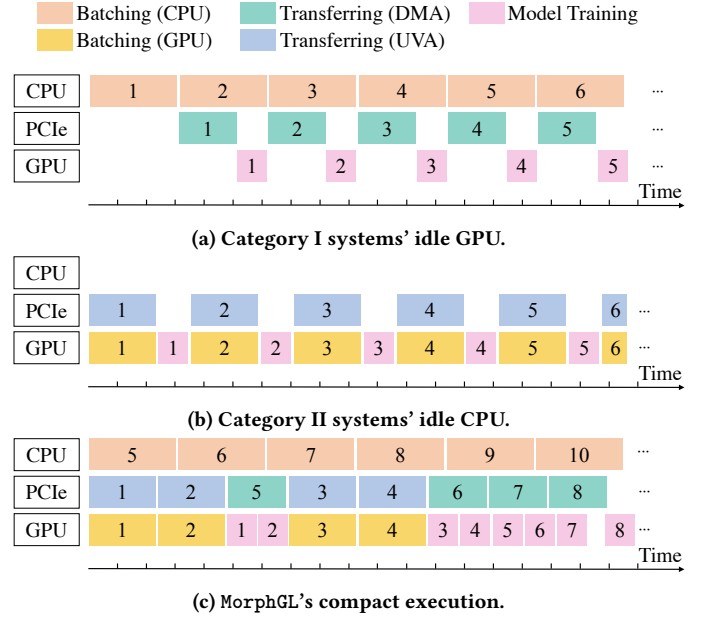 Batching (CPU) Transferring (DMA) Model Training
Batching (GPU) Transferring (UVA)
CPU 1 2 3 4 5 6 ...
PCIe 1 2 3 4 5 ...
GPU 1 2 3 4 5 ...
Time
(a) Category I systems' idle GPU.
CPU
PCIe 1 2 3 4 5 6 ...
GPU 1 1 2 2 3 3 4 4 5 5 6 ...
Time
(b) Category II systems' idle CPU.
CPU 5 6 7 8 9 10 ...
PCIe 1 2 5 3 4 6 7 8 ...
GPU 1 2 1 2 3 4 3 4 5 6 7 8 ...
Time
(c) MorphGL's compact execution.